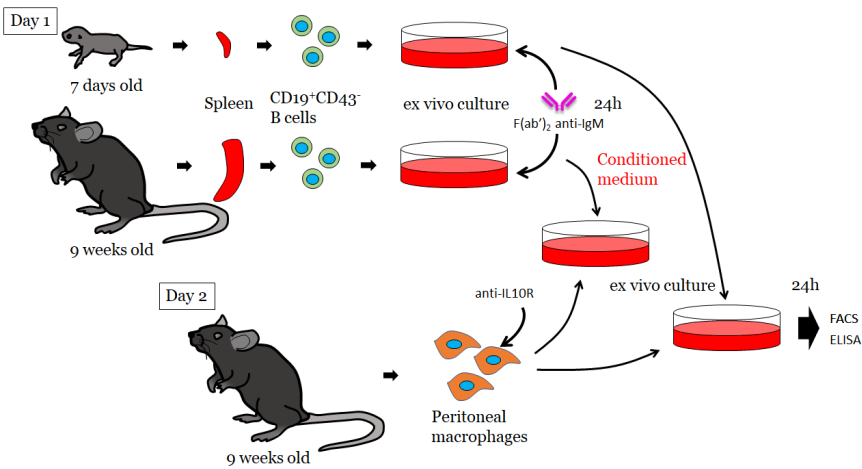 Day 1
7 days old
Spleen
CD19⁺CD43⁻
B cells
ex vivo culture
24h
F(ab’)₂ anti-IgM
Conditioned
medium
9 weeks old
Day 2
anti-IL10R
ex vivo culture
24h
FACS
ELISA
Peritoneal
macrophages
9 weeks old